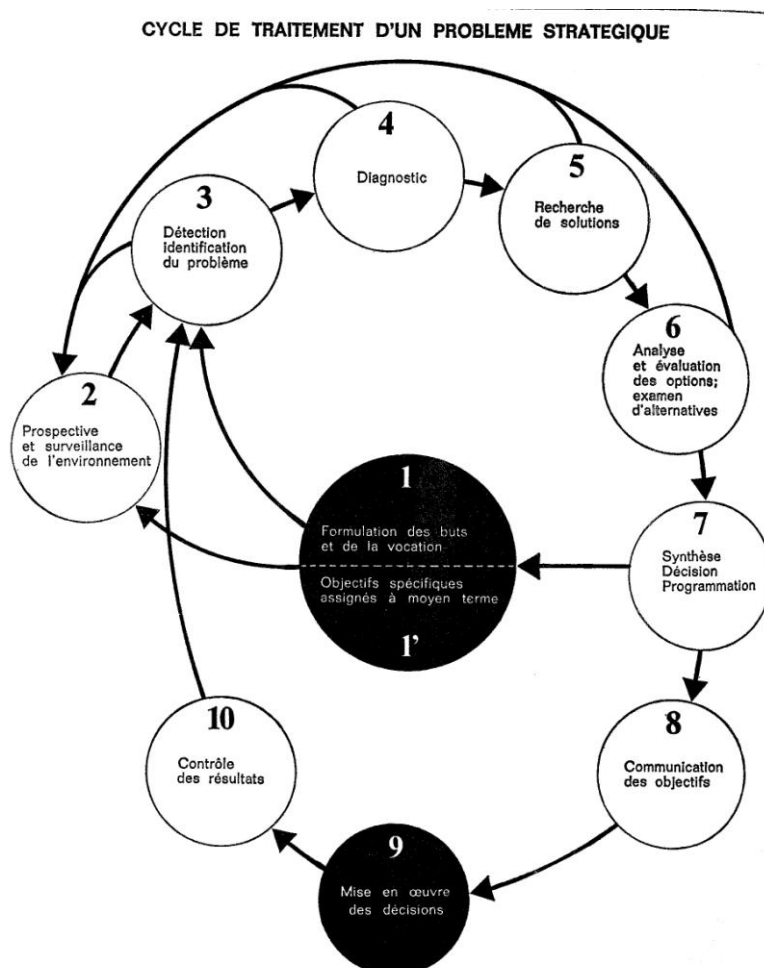 CYCLE DE TRAITEMENT D'UN PROBLEME STRATEGIQUE
1
Formulation des buts
et de la vocation
Objectifs spécifiques
assignés à moyen terme
1'
2
Prospective
et surveillance
de l'environnement
3
Détection
identification
du problème
4
Diagnostic
5
Recherche
de solutions
6
Analyse
et évaluation
des options;
examen
d'alternatives
7
Synthèse
Décision
Programmation
8
Communication
des objectifs
9
Mise en œuvre
des décisions
10
Contrôle
des résultats